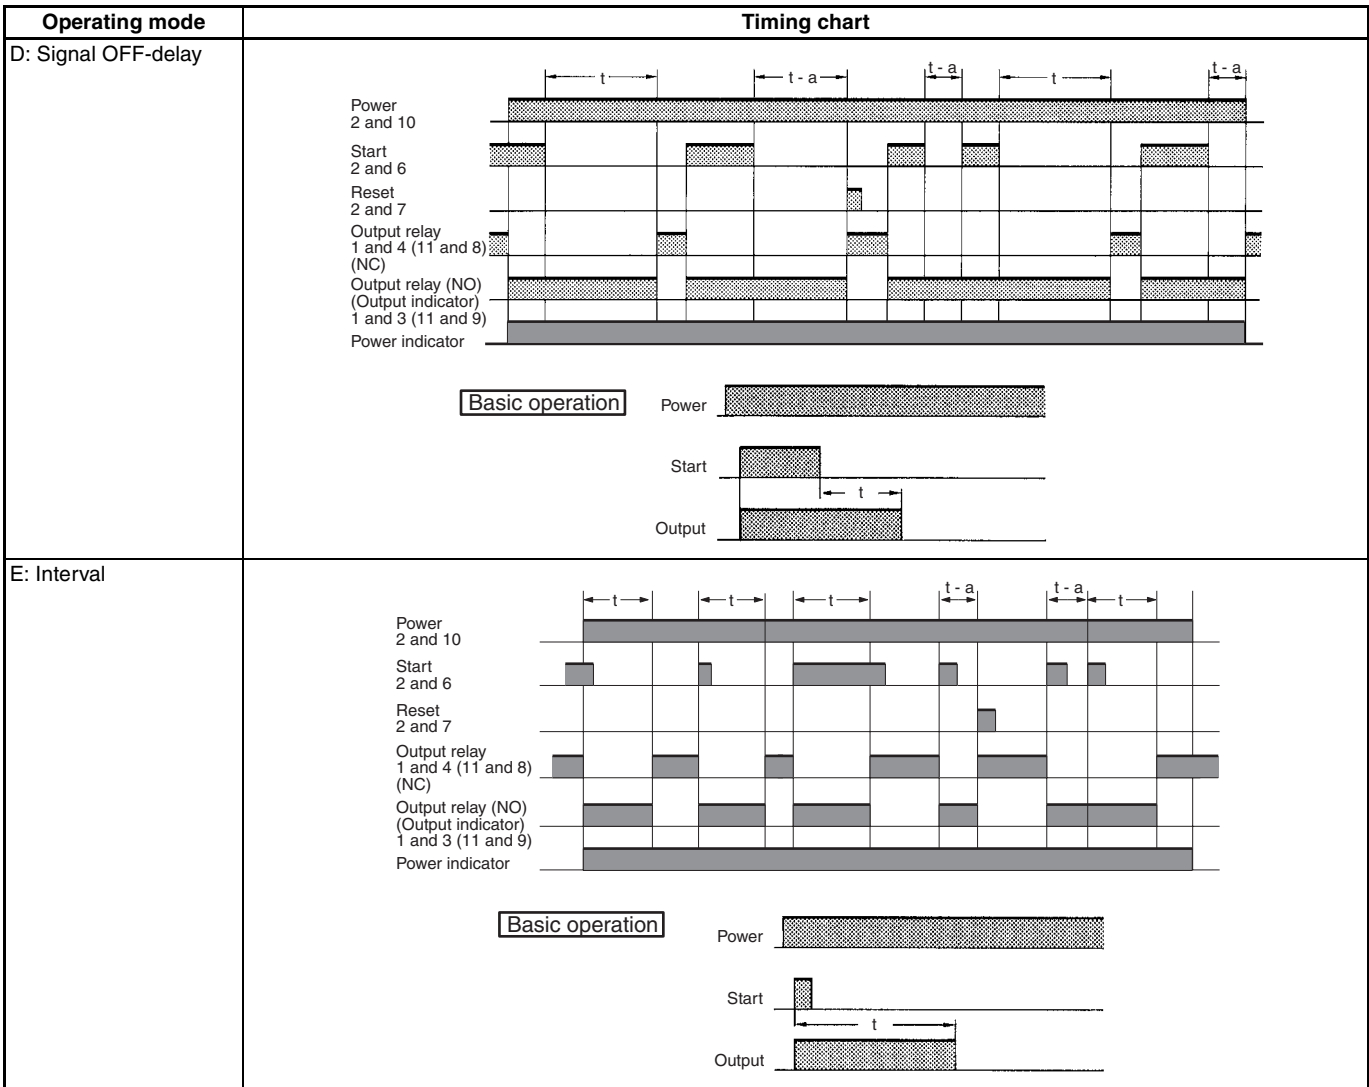 Operating mode
Timing chart
D: Signal OFF-delay
t
t - a
t - a
t
t - a
Power
2 and 10
Start
2 and 6
Reset
2 and 7
Output relay
1 and 4 (11 and 8)
(NC)
Output relay (NO)
(Output indicator)
1 and 3 (11 and 9)
Power indicator
Basic operation
Power
Start
t
Output
E: Interval
t
t
t
t - a
t - a
t
Power
2 and 10
Start
2 and 6
Reset
2 and 7
Output relay
1 and 4 (11 and 8)
(NC)
Output relay (NO)
(Output indicator)
1 and 3 (11 and 9)
Power indicator
Basic operation
Power
Start
t
Output